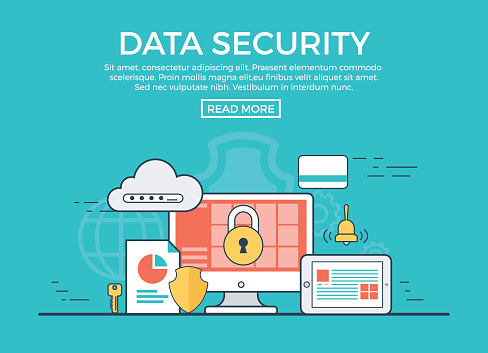 DATA SECURITY
Sit amet, consectetur adipiscing elit. Praesent elementum commodo
scelerisque. Proin mollis magna elit,eu finibus velit aliquet sit amet.
Sed nec vulputate nibh. Vestibulum in interdum nunc.
READ MORE